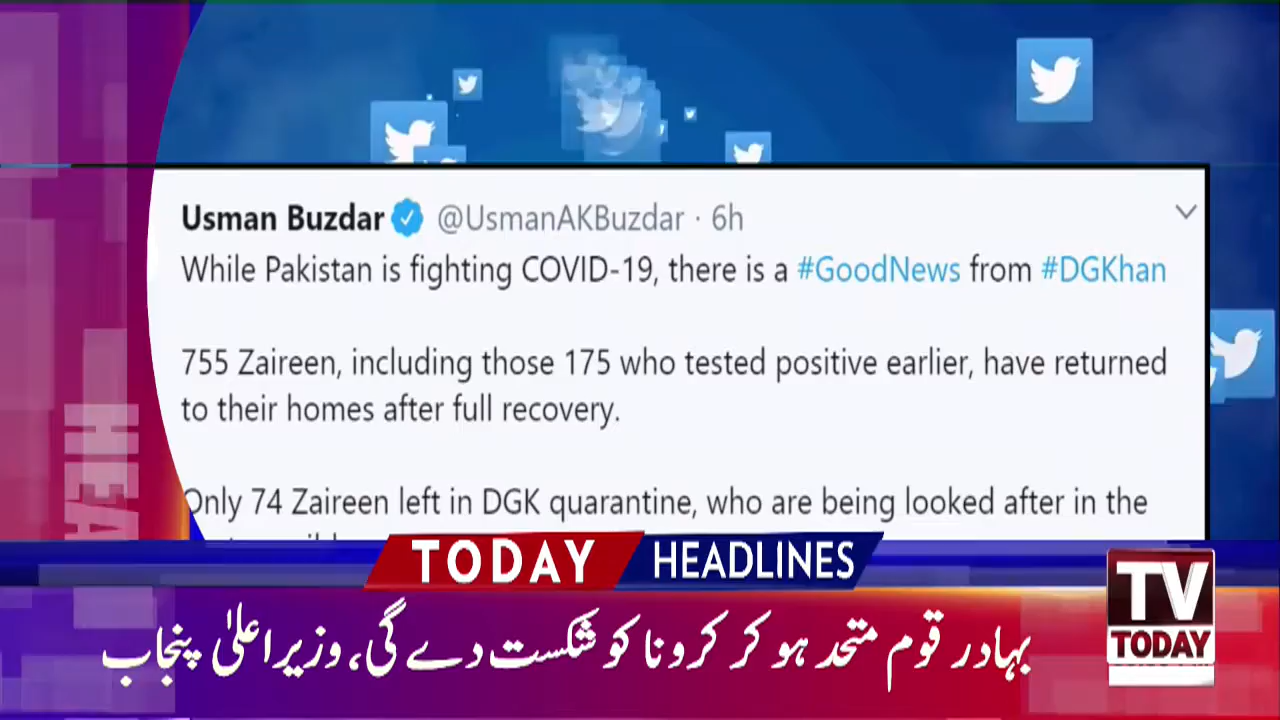 Usman Buzdar @UsmanAKBuzdar · 6h
While Pakistan is fighting COVID-19, there is a #GoodNews from #DGKhan
755 Zaireen, including those 175 who tested positive earlier, have returned
to their homes after full recovery.
Only 74 Zaireen left in DGK quarantine, who are being looked after in the
HEA
TODAY HEADLINES
بہادر قوم متحد ہو کر کرونا کو شکست دے گی، وزیراعلیٰ پنجاب
TV
TODAY